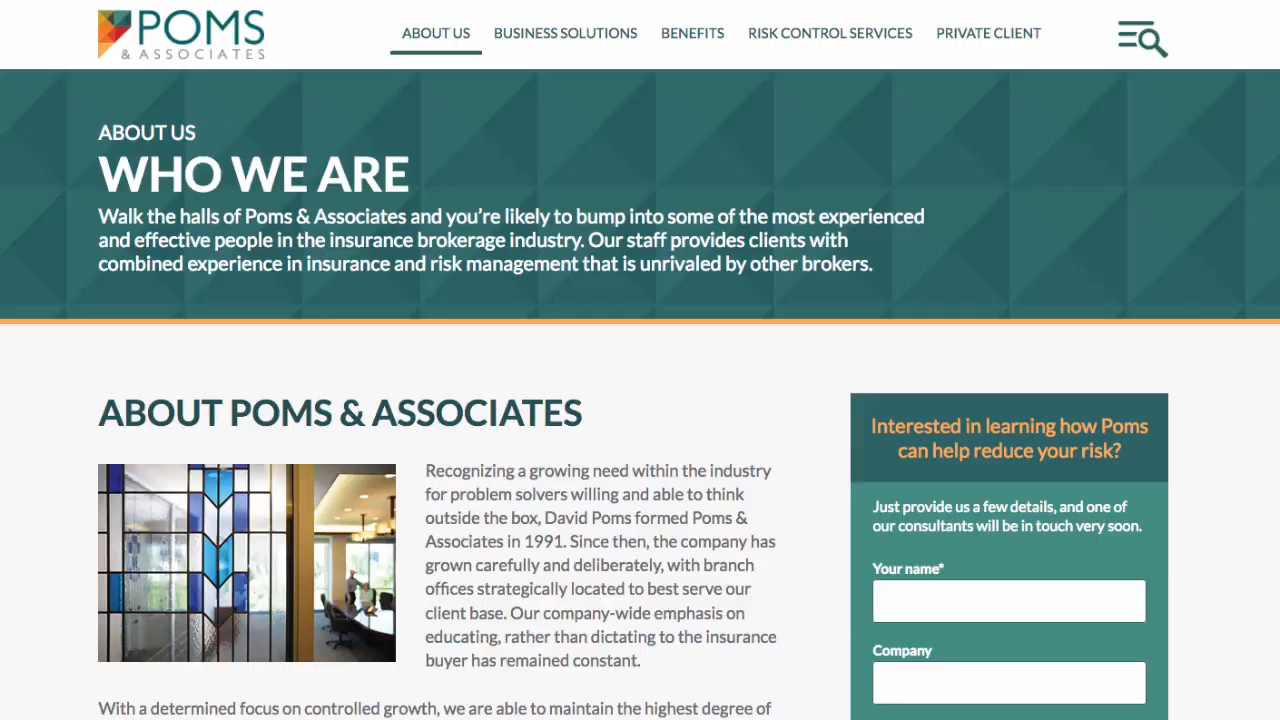 POMS
& ASSOCIATES
ABOUT US
BUSINESS SOLUTIONS
BENEFITS
RISK CONTROL SERVICES
PRIVATE CLIENT
ABOUT US
WHO WE ARE
Walk the halls of Poms & Associates and you’re likely to bump into some of the most experienced
and effective people in the insurance brokerage industry. Our staff provides clients with
combined experience in insurance and risk management that is unrivaled by other brokers.
ABOUT POMS & ASSOCIATES
Recognizing a growing need within the industry
for problem solvers willing and able to think
outside the box, David Poms formed Poms &
Associates in 1991. Since then, the company has
grown carefully and deliberately, with branch
offices strategically located to best serve our
client base. Our company-wide emphasis on
educating, rather than dictating to the insurance
buyer has remained constant.
With a determined focus on controlled growth, we are able to maintain the highest degree of
Interested in learning how Poms
can help reduce your risk?
Just provide us a few details, and one of
our consultants will be in touch very soon.
Your name*
Company